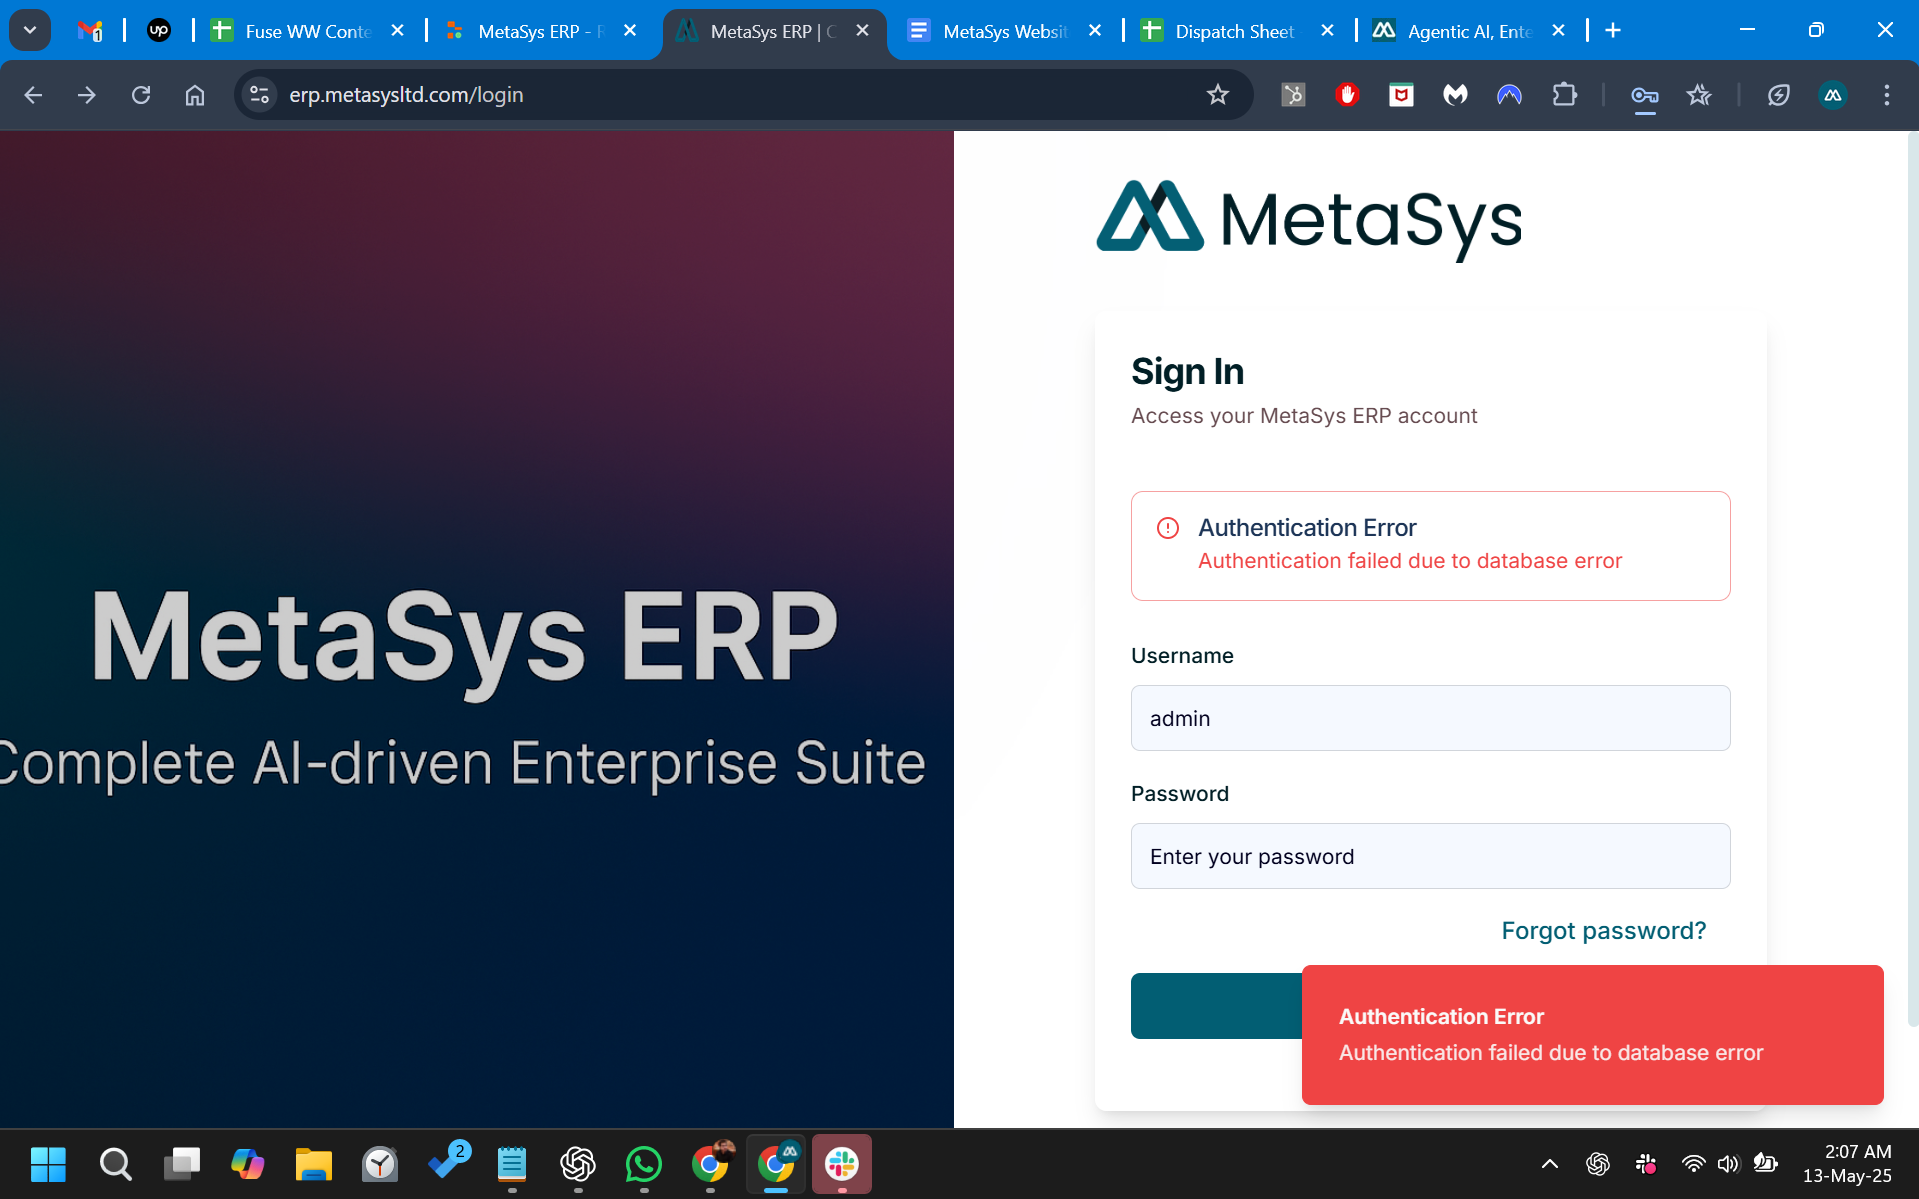 1
up
Fuse WW Conte
MetaSys ERP - R
MetaSys ERP | C
MetaSys Websit
Dispatch Sheet
Agentic AI, Ente
erp.metasysltd.com/login
MetaSys
Sign In
Access your MetaSys ERP account
Authentication Error
Authentication failed due to database error
Username
admin
Password
Enter your password
Forgot password?
MetaSys ERP
Complete AI-driven Enterprise Suite
Authentication Error
Authentication failed due to database error
2
2:07 AM
13-May-25